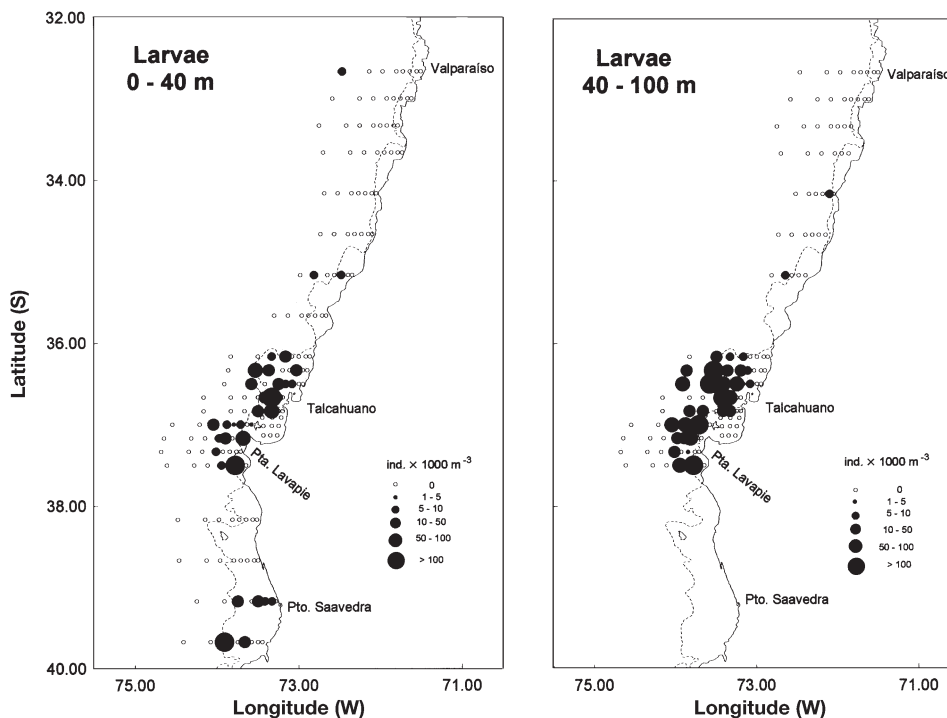 Larvae
0 - 40 m
Valparaíso
Talcahuano
Pta. Lavapie
Pto. Saavedra
ind. × 1000 m⁻³
0
1 - 5
5 - 10
10 - 50
50 - 100
> 100
Latitude (S)
32.00
34.00
36.00
38.00
40.00
75.00 73.00 71.00
Longitude (W)
Larvae
40 - 100 m
Valparaíso
Talcahuano
Pta. Lavapie
Pto. Saavedra
ind. × 1000 m⁻³
0
1 - 5
5 - 10
10 - 50
50 - 100
> 100
75.00 73.00 71.00
Longitude (W)